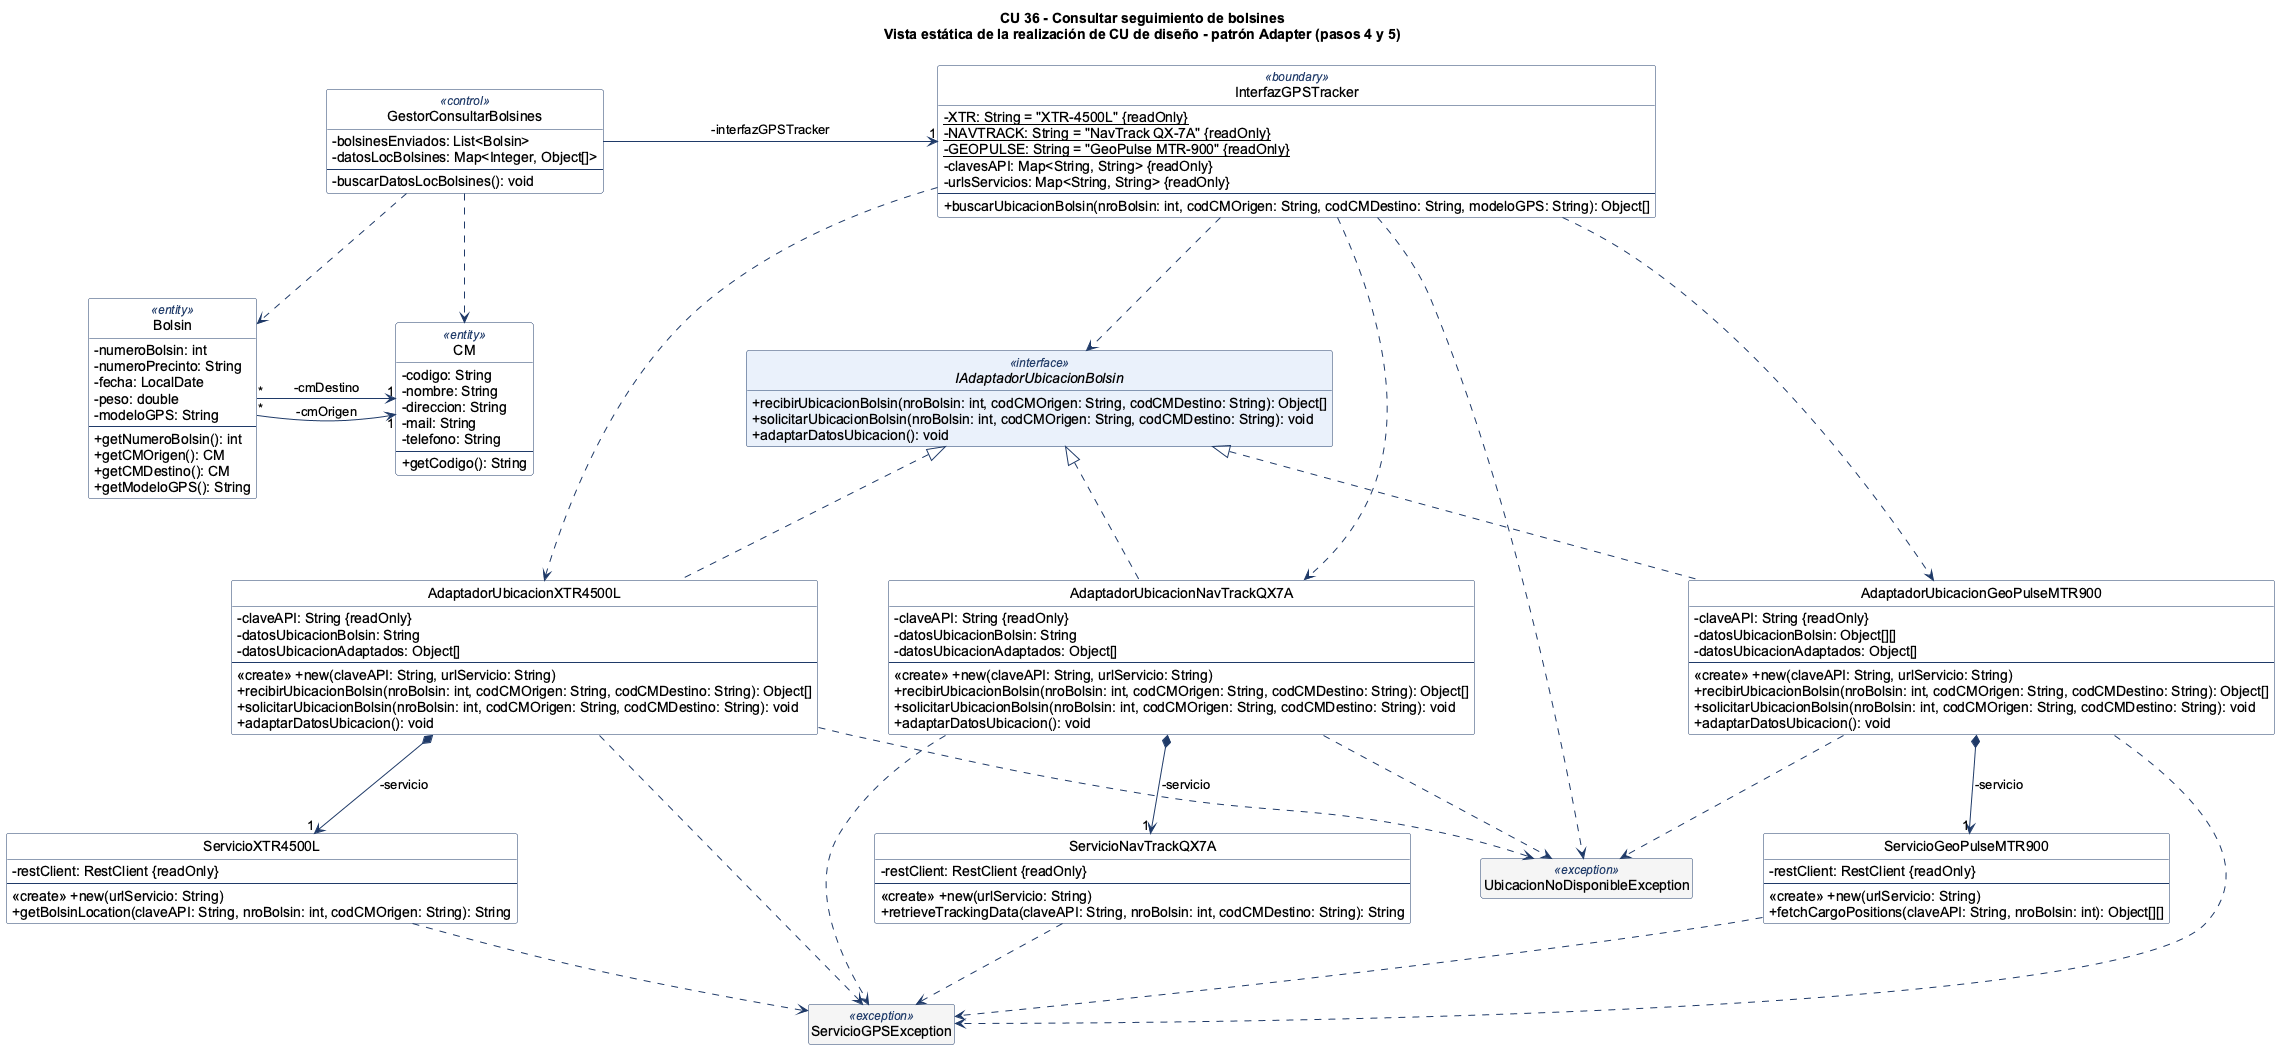 CU 36 - Consultar seguimiento de bolsines
Vista estática de la realización de CU de diseño - patrón Adapter (pasos 4 y 5)
«control»
GestorConsultarBolsines
-bolsinesEnviados: List<Bolsin>
-datosLocBolsines: Map<Integer, Object[]>
-buscarDatosLocBolsines(): void
-interfazGPSTracker
1
«boundary»
InterfazGPSTracker
-XTR: String = "XTR-4500L" {readOnly}
-NAVTRACK: String = "NavTrack QX-7A" {readOnly}
-GEOPULSE: String = "GeoPulse MTR-900" {readOnly}
-clavesAPI: Map<String, String> {readOnly}
-urlsServicios: Map<String, String> {readOnly}
+buscarUbicacionBolsin(nroBolsin: int, codCMOrigen: String, codCMDestino: String, modeloGPS: String): Object[]
«entity»
Bolsin
-numeroBolsin: int
-numeroPrecinto: String
-fecha: LocalDate
-peso: double
-modeloGPS: String
+getNumeroBolsin(): int
+getCMOrigen(): CM
+getCMDestino(): CM
+getModeloGPS(): String
*
-cmDestino
1
*
-cmOrigen
1
«entity»
CM
-codigo: String
-nombre: String
-direccion: String
-mail: String
-telefono: String
+getCodigo(): String
«interface»
IAdaptadorUbicacionBolsin
+recibirUbicacionBolsin(nroBolsin: int, codCMOrigen: String, codCMDestino: String): Object[]
+solicitarUbicacionBolsin(nroBolsin: int, codCMOrigen: String, codCMDestino: String): void
+adaptarDatosUbicacion(): void
AdaptadorUbicacionXTR4500L
-claveAPI: String {readOnly}
-datosUbicacionBolsin: String
-datosUbicacionAdaptados: Object[]
«create» +new(claveAPI: String, urlServicio: String)
+recibirUbicacionBolsin(nroBolsin: int, codCMOrigen: String, codCMDestino: String): Object[]
+solicitarUbicacionBolsin(nroBolsin: int, codCMOrigen: String, codCMDestino: String): void
+adaptarDatosUbicacion(): void
AdaptadorUbicacionNavTrackQX7A
-claveAPI: String {readOnly}
-datosUbicacionBolsin: String
-datosUbicacionAdaptados: Object[]
«create» +new(claveAPI: String, urlServicio: String)
+recibirUbicacionBolsin(nroBolsin: int, codCMOrigen: String, codCMDestino: String): Object[]
+solicitarUbicacionBolsin(nroBolsin: int, codCMOrigen: String, codCMDestino: String): void
+adaptarDatosUbicacion(): void
AdaptadorUbicacionGeoPulseMTR900
-claveAPI: String {readOnly}
-datosUbicacionBolsin: Object[][]
-datosUbicacionAdaptados: Object[]
«create» +new(claveAPI: String, urlServicio: String)
+recibirUbicacionBolsin(nroBolsin: int, codCMOrigen: String, codCMDestino: String): Object[]
+solicitarUbicacionBolsin(nroBolsin: int, codCMOrigen: String, codCMDestino: String): void
+adaptarDatosUbicacion(): void
-servicio
1
-servicio
1
-servicio
1
ServicioXTR4500L
-restClient: RestClient {readOnly}
«create» +new(urlServicio: String)
+getBolsinLocation(claveAPI: String, nroBolsin: int, codCMOrigen: String): String
ServicioNavTrackQX7A
-restClient: RestClient {readOnly}
«create» +new(urlServicio: String)
+retrieveTrackingData(claveAPI: String, nroBolsin: int, codCMDestino: String): String
«exception»
UbicacionNoDisponibleException
ServicioGeoPulseMTR900
-restClient: RestClient {readOnly}
«create» +new(urlServicio: String)
+fetchCargoPositions(claveAPI: String, nroBolsin: int): Object[][]
«exception»
ServicioGPSException